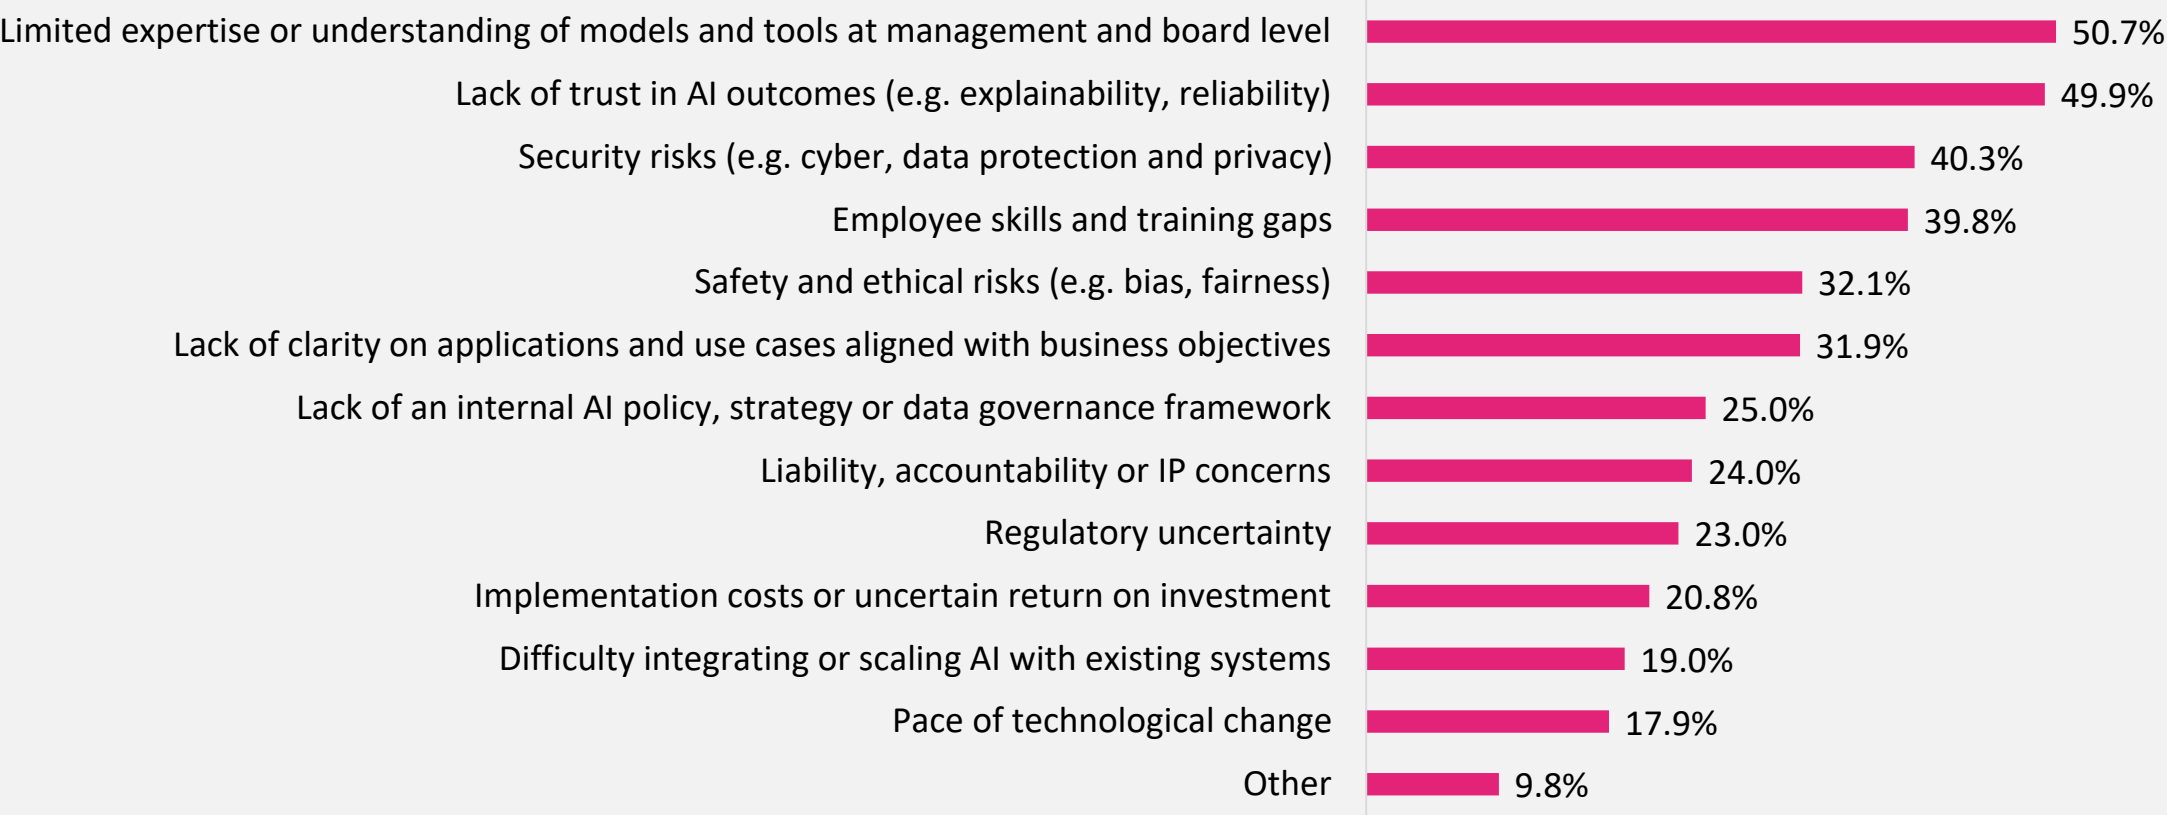 Limited expertise or understanding of models and tools at management and board level 50.7%
Lack of trust in AI outcomes (e.g. explainability, reliability) 49.9%
Security risks (e.g. cyber, data protection and privacy) 40.3%
Employee skills and training gaps 39.8%
Safety and ethical risks (e.g. bias, fairness) 32.1%
Lack of clarity on applications and use cases aligned with business objectives 31.9%
Lack of an internal AI policy, strategy or data governance framework 25.0%
Liability, accountability or IP concerns 24.0%
Regulatory uncertainty 23.0%
Implementation costs or uncertain return on investment 20.8%
Difficulty integrating or scaling AI with existing systems 19.0%
Pace of technological change 17.9%
Other 9.8%